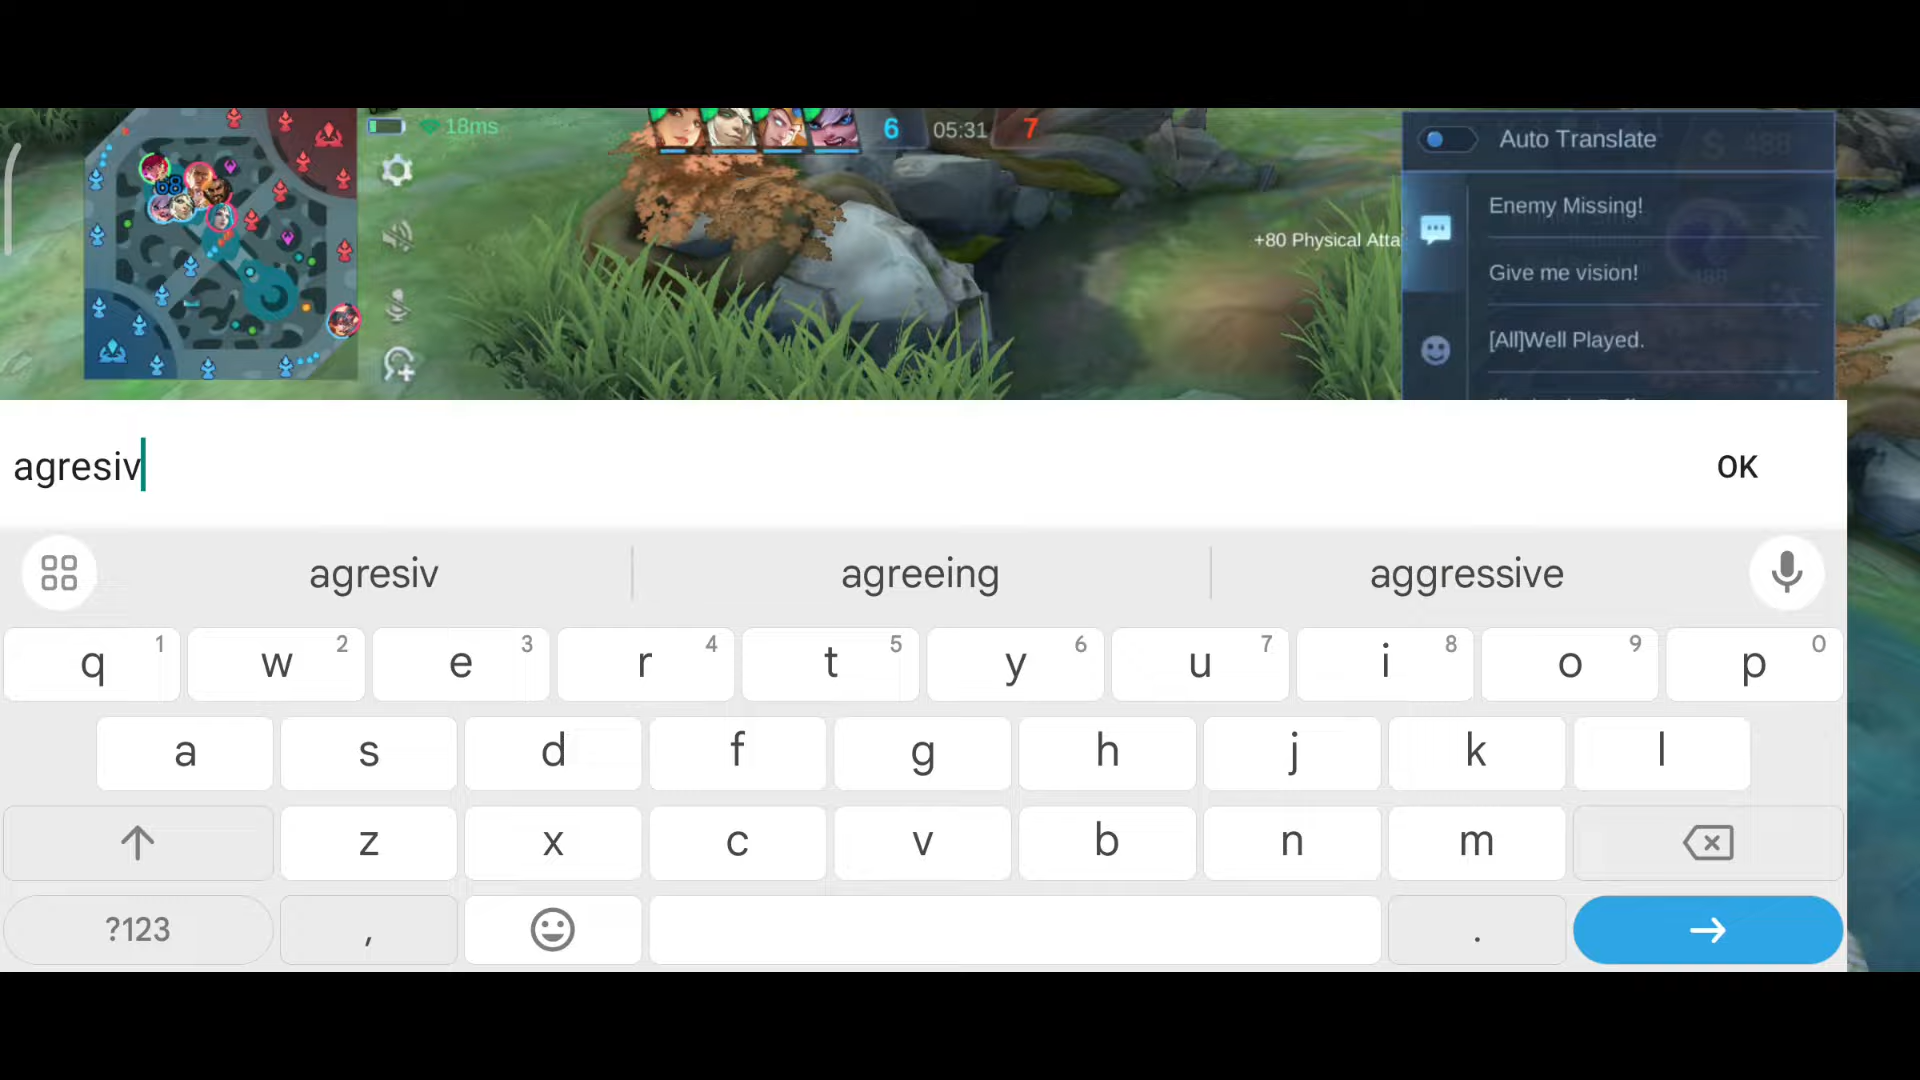 18ms
6 05:31 7
Auto Translate
Enemy Missing!
+80 Physical Atta
Give me vision!
[All]Well Played.
agresiv
OK
agresiv agreeing aggressive
q 1 w 2 e 3 r 4 t 5 y 6 u 7 i 8 o 9 p 0
a s d f g h j k l
z x c v b n m
?123 , .